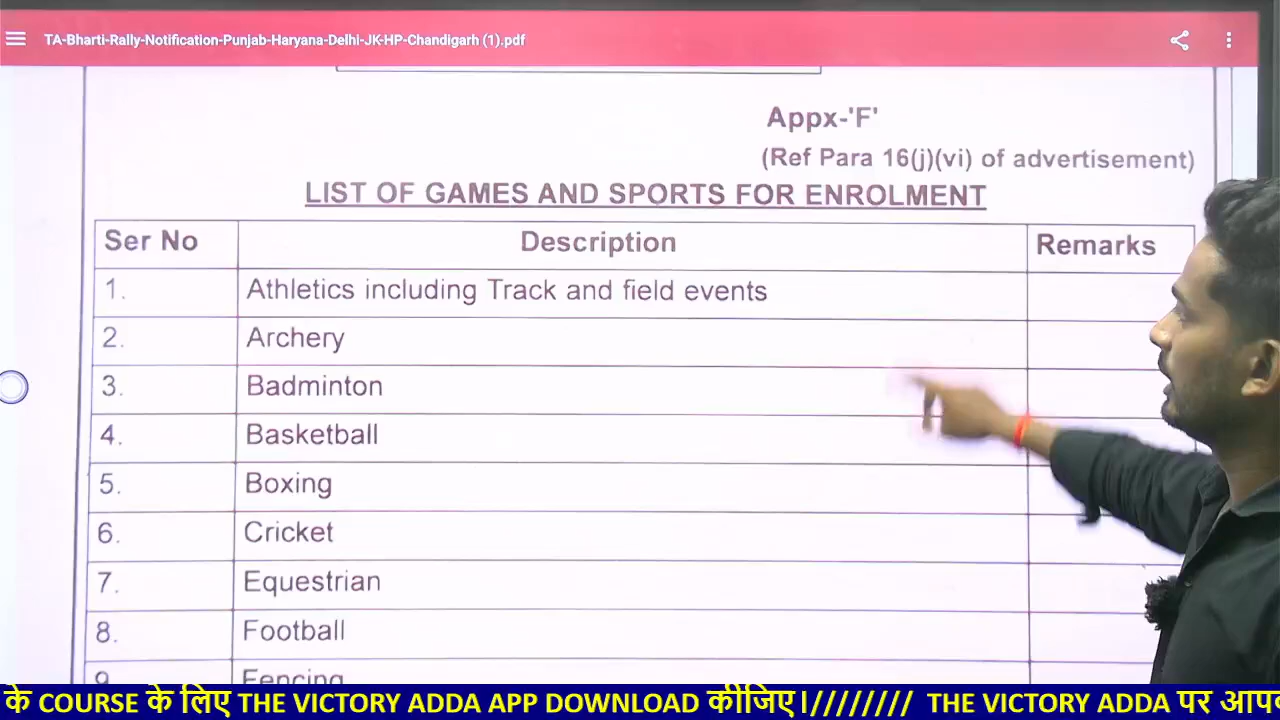 TA-Bharti-Rally-Notification-Punjab-Haryana-Delhi-JK-HP-Chandigarh (1).pdf
Appx-'F'
(Ref Para 16(j)(vi) of advertisement)
LIST OF GAMES AND SPORTS FOR ENROLMENT
Ser No Description Remarks
1. Athletics including Track and field events
2. Archery
3. Badminton
4. Basketball
5. Boxing
6. Cricket
7. Equestrian
8. Football
9. Fencing
के COURSE के लिए THE VICTORY ADDA APP DOWNLOAD कीजिए।//////// THE VICTORY ADDA पर आप